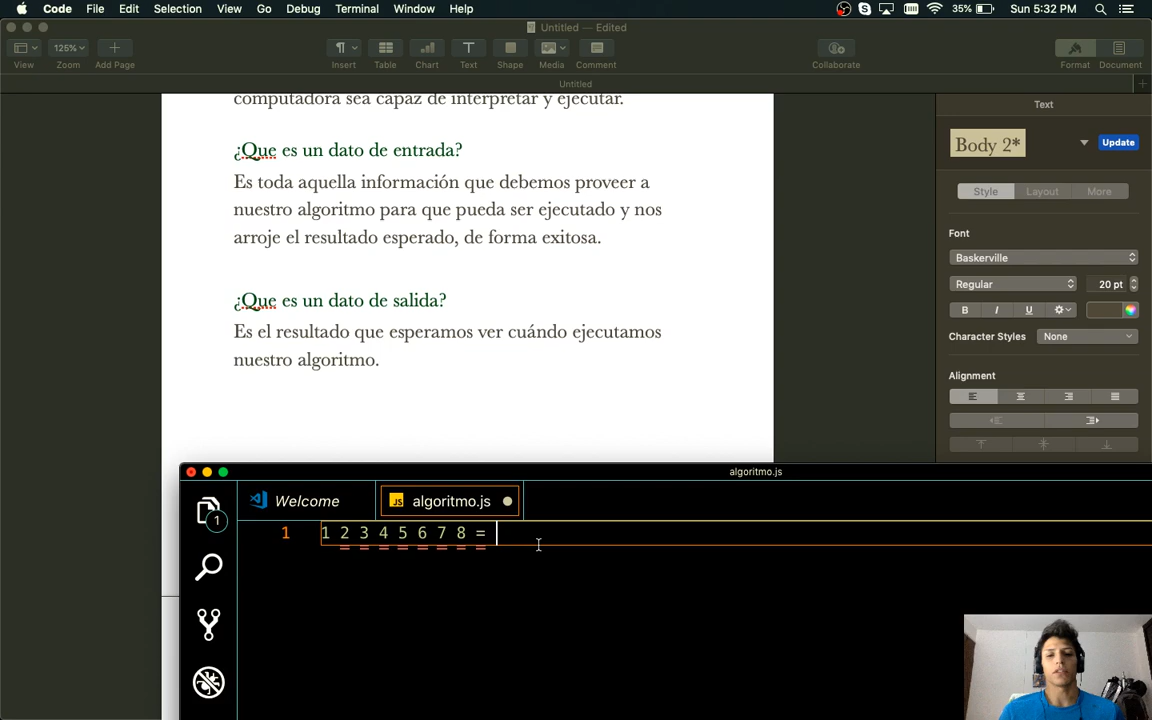 Code File Edit Selection View Go Debug Terminal Window Help 35% Sun 5:32 PM
Untitled — Edited
125%
View Zoom Add Page Insert Table Chart Text Shape Media Comment Collaborate Format Document
Untitled
computadora sea capaz de interpretar y ejecutar.
¿Que es un dato de entrada?
Es toda aquella información que debemos proveer a
nuestro algoritmo para que pueda ser ejecutado y nos
arroje el resultado esperado, de forma exitosa.
¿Que es un dato de salida?
Es el resultado que esperamos ver cuándo ejecutamos
nuestro algoritmo.
Text
Body 2*
Update
Style Layout More
Font
Baskerville
Regular 20 pt
B I U
Character Styles None
Alignment
algoritmo.js
Welcome JS algoritmo.js
1
1 1 2 3 4 5 6 7 8 =